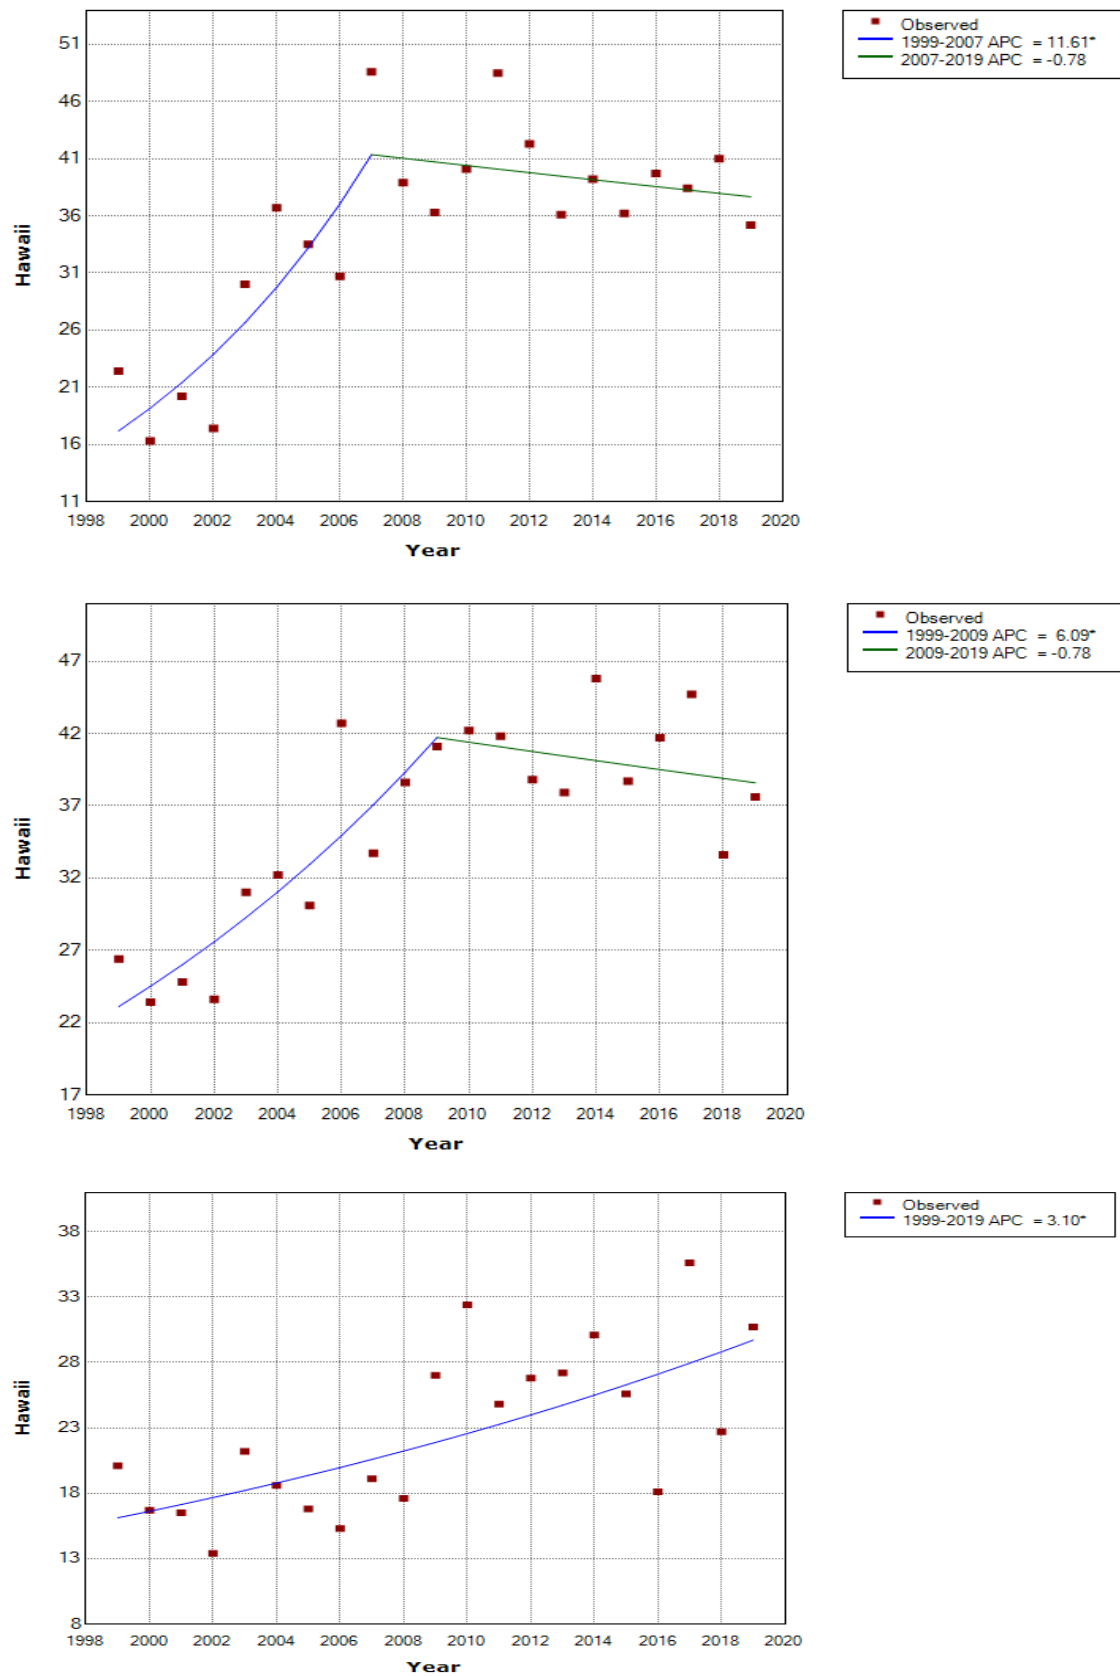 Observed
1999-2007 APC = 11.61*
2007-2019 APC = -0.78
51
46
41
36
31
26
21
16
11
Hawaii
1998 2000 2002 2004 2006 2008 2010 2012 2014 2016 2018 2020
Year
Observed
1999-2009 APC = 6.09*
2009-2019 APC = -0.78
47
42
37
32
27
22
17
Hawaii
1998 2000 2002 2004 2006 2008 2010 2012 2014 2016 2018 2020
Year
Observed
1999-2019 APC = 3.10*
38
33
28
23
18
13
8
Hawaii
1998 2000 2002 2004 2006 2008 2010 2012 2014 2016 2018 2020
Year